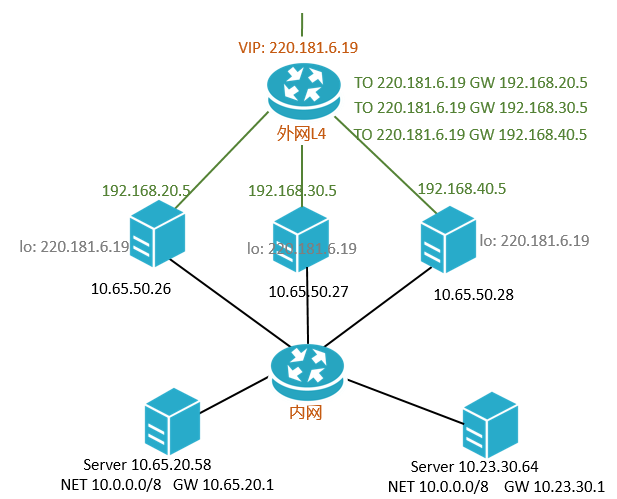 VIP: 220.181.6.19
TO 220.181.6.19 GW 192.168.20.5
TO 220.181.6.19 GW 192.168.30.5
TO 220.181.6.19 GW 192.168.40.5
外网L4
192.168.20.5
192.168.30.5
192.168.40.5
lo: 220.181.6.19
lo: 220.181.6.19
lo: 220.181.6.19
10.65.50.26
10.65.50.27
10.65.50.28
内网
Server 10.65.20.58
NET 10.0.0.0/8 GW 10.65.20.1
Server 10.23.30.64
NET 10.0.0.0/8 GW 10.23.30.1